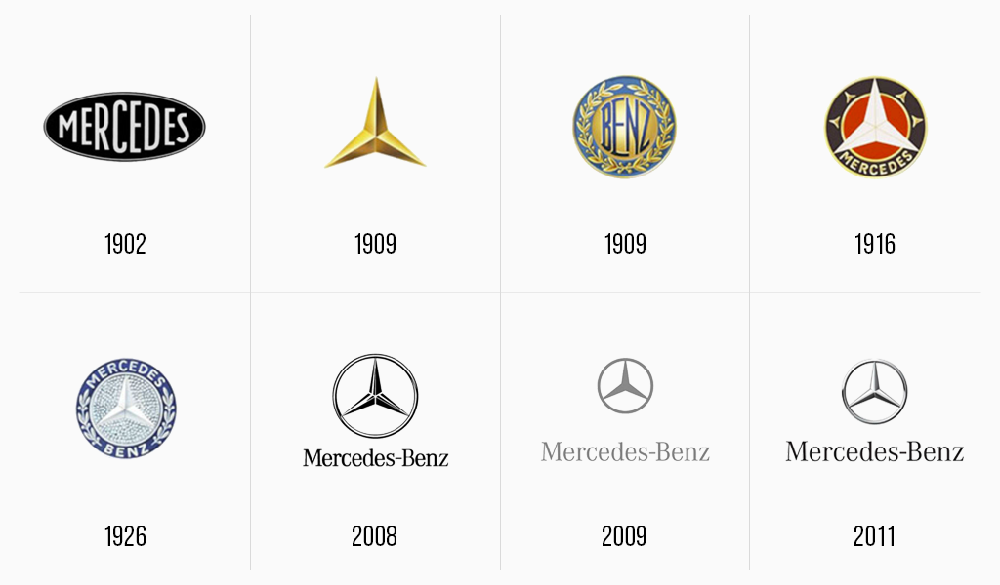 MERCEDES
1902
1909
BENZ
1909
MERCEDES
1916
MERCEDES
BENZ
1926
Mercedes-Benz
2008
Mercedes-Benz
2009
Mercedes-Benz
2011